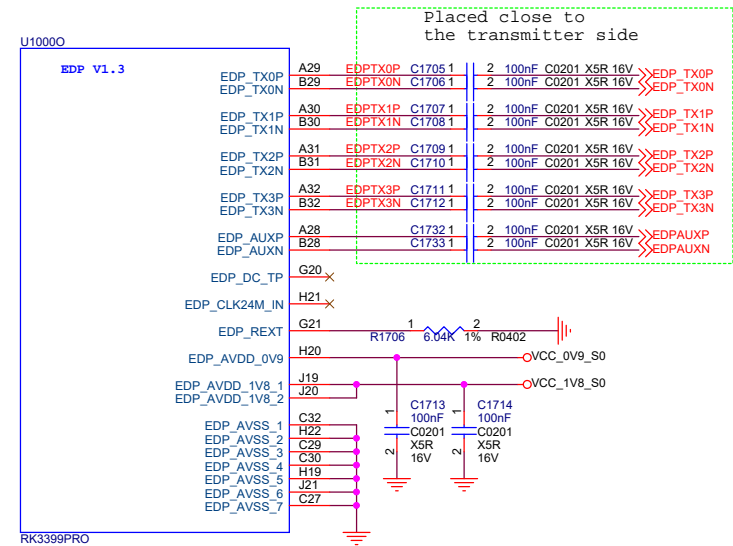 Placed close to
the transmitter side
U1000O
EDP V1.3
EDP_TX0P A29 EDPTX0P C1705 1 2 100nF C0201 X5R 16V EDP_TX0P
EDP_TX0N B29 EDPTX0N C1706 1 2 100nF C0201 X5R 16V EDP_TX0N
EDP_TX1P A30 EDPTX1P C1707 1 2 100nF C0201 X5R 16V EDP_TX1P
EDP_TX1N B30 EDPTX1N C1708 1 2 100nF C0201 X5R 16V EDP_TX1N
EDP_TX2P A31 EDPTX2P C1709 1 2 100nF C0201 X5R 16V EDP_TX2P
EDP_TX2N B31 EDPTX2N C1710 1 2 100nF C0201 X5R 16V EDP_TX2N
EDP_TX3P A32 EDPTX3P C1711 1 2 100nF C0201 X5R 16V EDP_TX3P
EDP_TX3N B32 EDPTX3N C1712 1 2 100nF C0201 X5R 16V EDP_TX3N
EDP_AUXP A28 C1732 1 2 100nF C0201 X5R 16V EDPAUXP
EDP_AUXN B28 C1733 1 2 100nF C0201 X5R 16V EDPAUXN
EDP_DC_TP G20
EDP_CLK24M_IN H21
EDP_REXT G21 1 2
R1706 6.04K 1% R0402
EDP_AVDD_0V9 H20 VCC_0V9_S0
EDP_AVDD_1V8_1 J19 VCC_1V8_S0
EDP_AVDD_1V8_2 J20
1 C1713 1 C1714
100nF 100nF
C0201 C0201
X5R X5R
2 16V 2 16V
EDP_AVSS_1 C32
EDP_AVSS_2 H22
EDP_AVSS_3 C29
EDP_AVSS_4 C30
EDP_AVSS_5 H19
EDP_AVSS_6 J21
EDP_AVSS_7 C27
RK3399PRO